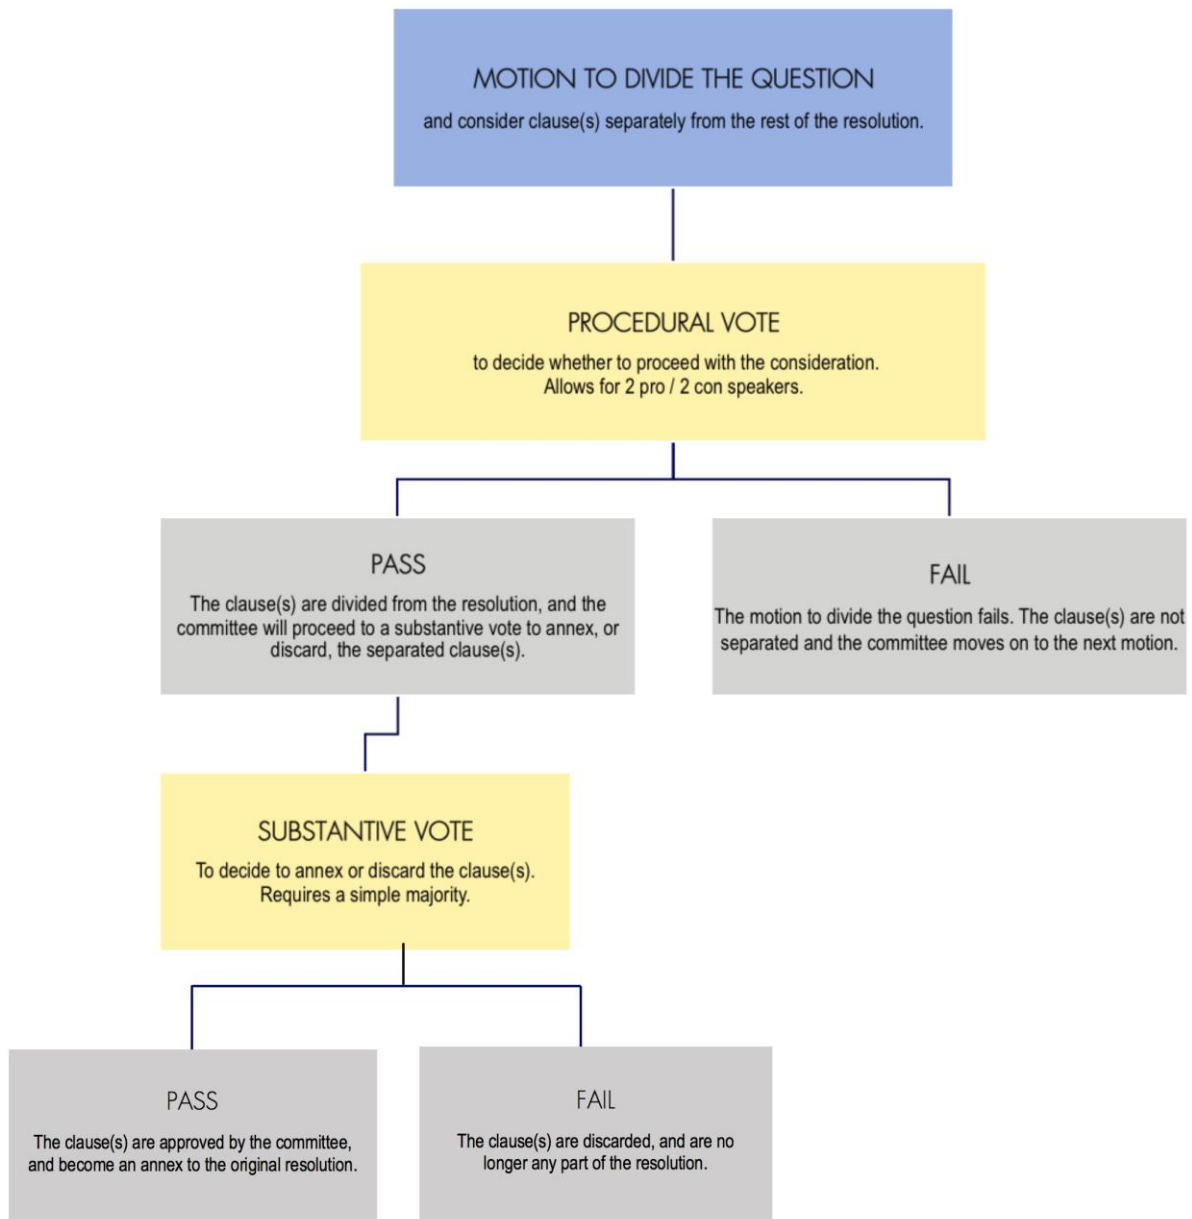 MOTION TO DIVIDE THE QUESTION
and consider clause(s) separately from the rest of the resolution.
PROCEDURAL VOTE
to decide whether to proceed with the consideration.
Allows for 2 pro / 2 con speakers.
PASS
The clause(s) are divided from the resolution, and the
committee will proceed to a substantive vote to annex, or
discard, the separated clause(s).
FAIL
The motion to divide the question fails. The clause(s) are not
separated and the committee moves on to the next motion.
SUBSTANTIVE VOTE
To decide to annex or discard the clause(s).
Requires a simple majority.
PASS
The clause(s) are approved by the committee,
and become an annex to the original resolution.
FAIL
The clause(s) are discarded, and are no
longer any part of the resolution.